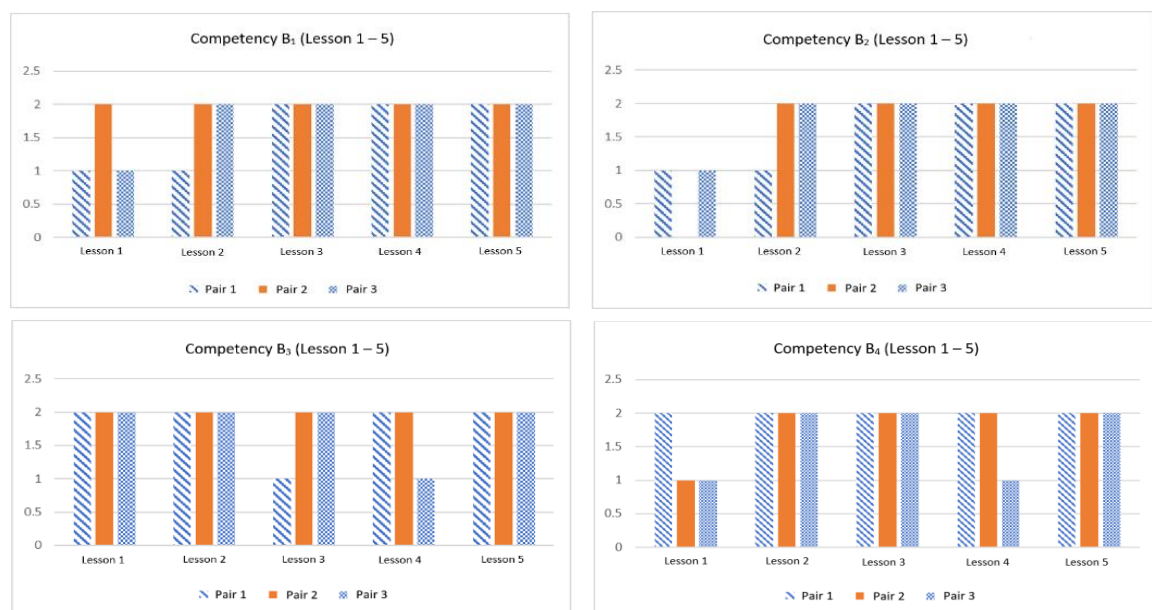 Competency B₁ (Lesson 1 – 5)
2.5
2
1.5
1
0.5
0
Lesson 1 Lesson 2 Lesson 3 Lesson 4 Lesson 5
Pair 1 Pair 2 Pair 3
Competency B₂ (Lesson 1 – 5)
2.5
2
1.5
1
0.5
0
Lesson 1 Lesson 2 Lesson 3 Lesson 4 Lesson 5
Pair 1 Pair 2 Pair 3
Competency B₃ (Lesson 1 – 5)
2.5
2
1.5
1
0.5
0
Lesson 1 Lesson 2 Lesson 3 Lesson 4 Lesson 5
Pair 1 Pair 2 Pair 3
Competency B₄ (Lesson 1 – 5)
2.5
2
1.5
1
0.5
0
Lesson 1 Lesson 2 Lesson 3 Lesson 4 Lesson 5
Pair 1 Pair 2 Pair 3